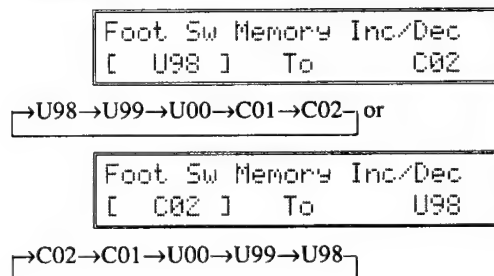 Foot Sw Memory Inc/Dec
[ U98 ] To C02
→U98→U99→U00→C01→C02 or
Foot Sw Memory Inc/Dec
[ C02 ] To U98
→C02→C01→U00→U99→U98